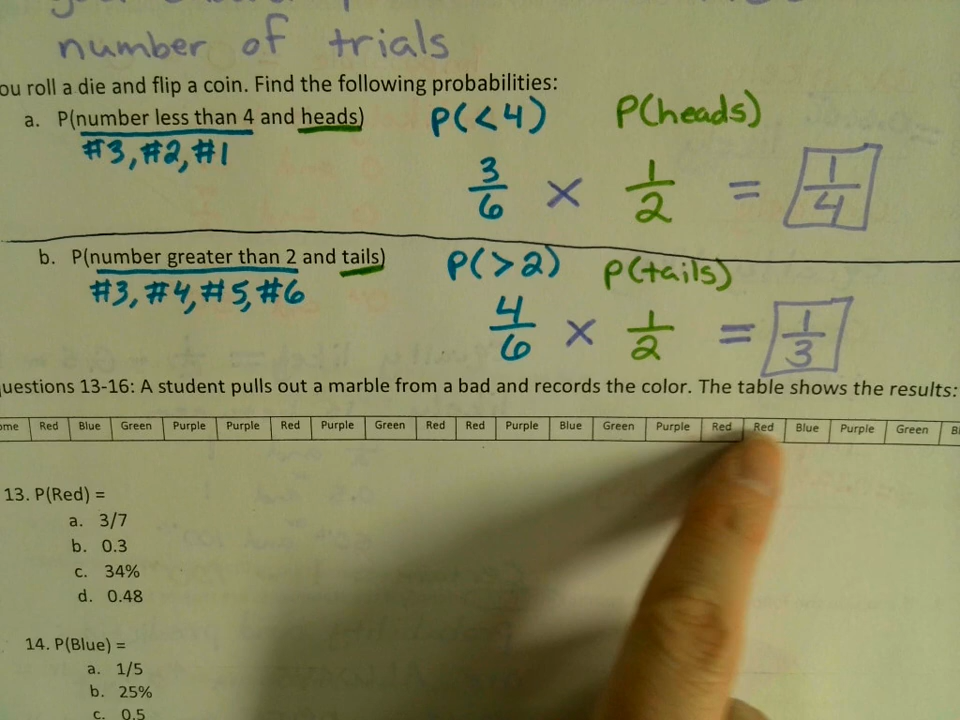 number of trials
ou roll a die and flip a coin. Find the following probabilities:
a. P(number less than 4 and heads) P(<4) P(heads)
#3, #2, #1
3/6 x 1/2 = 1/4
b. P(number greater than 2 and tails) P(>2) P(tails)
#3, #4, #5, #6
4/6 x 1/2 = 1/3
uestions 13-16: A student pulls out a marble from a bad and records the color. The table shows the results:
ome Red Blue Green Purple Purple Red Purple Green Red Red Purple Blue Green Purple Red Red Blue Purple Green Bl
13. P(Red) =
a. 3/7
b. 0.3
c. 34%
d. 0.48
14. P(Blue) =
a. 1/5
b. 25%
c. 0.5